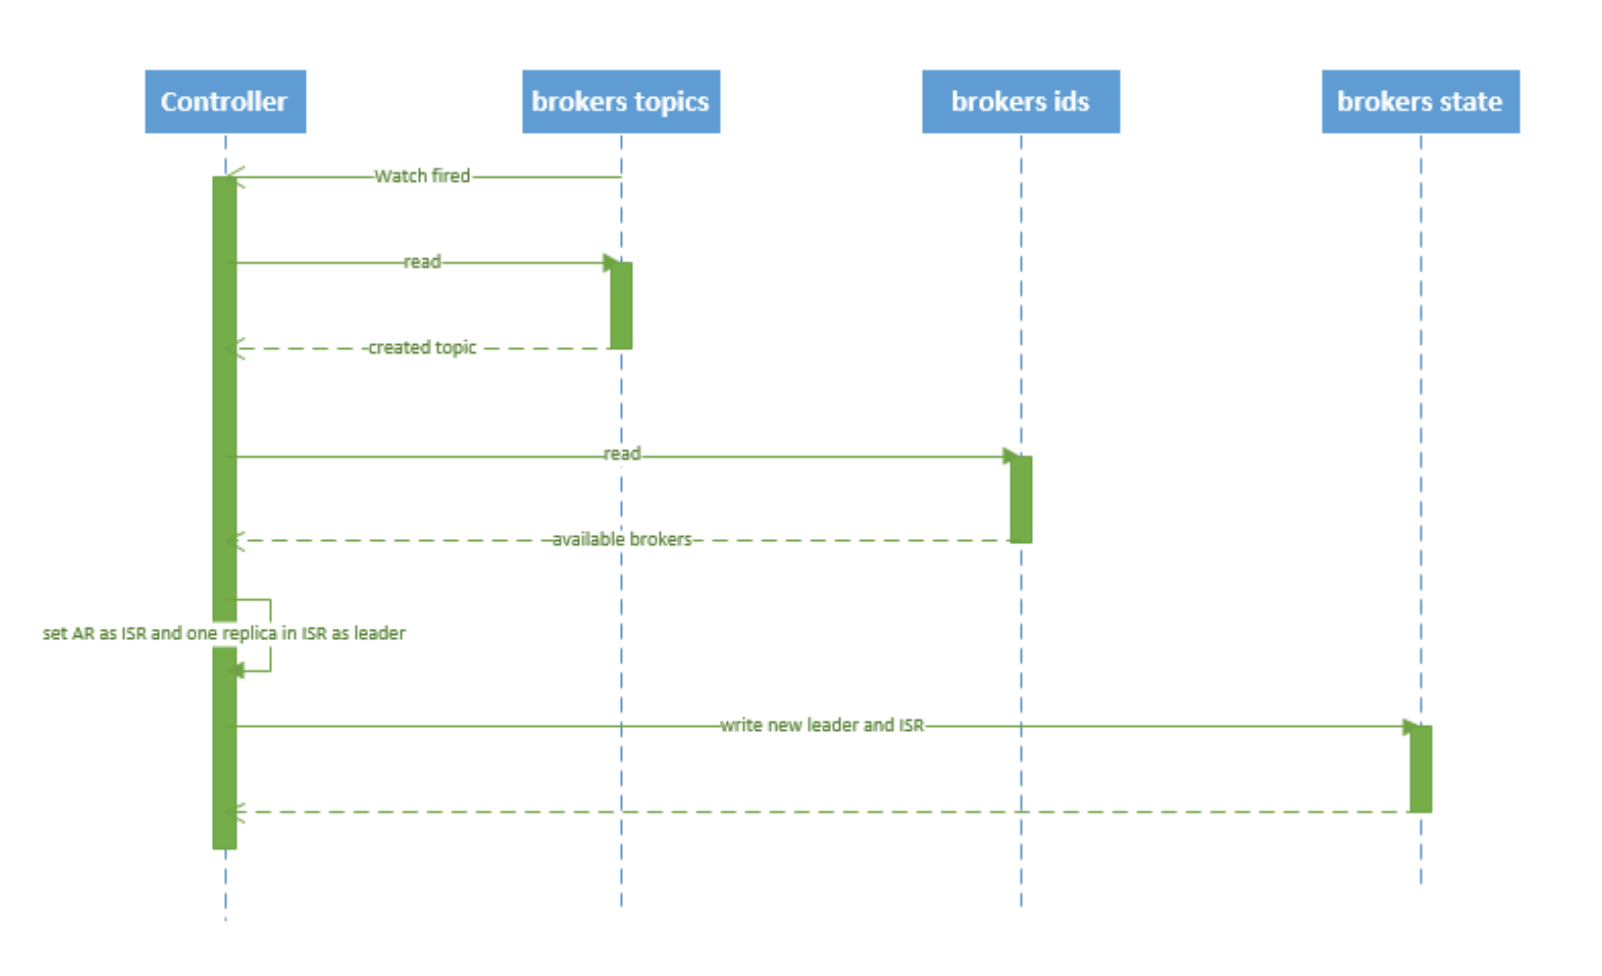 Controller
brokers topics
brokers ids
brokers state
Watch fired
read
created topic
read
available brokers
set AR as ISR and one replica in ISR as leader
write new leader and ISR